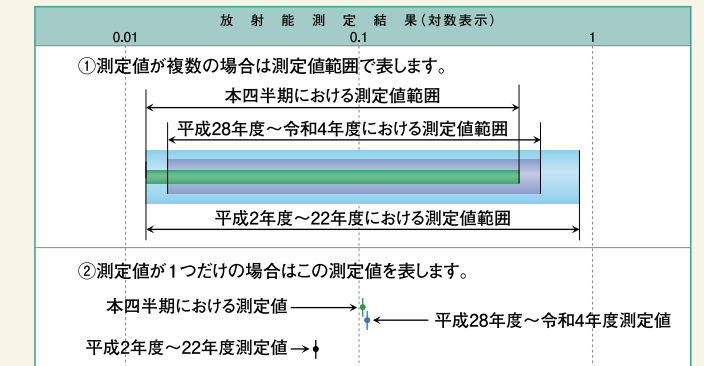 放射能測定結果(対数表示)
0.01 0.1 1
①測定値が複数の場合は測定値範囲で表します。
本四半期における測定値範囲
平成28年度～令和4年度における測定値範囲
平成2年度～22年度における測定値範囲
②測定値が1つだけの場合はこの測定値を表します。
本四半期における測定値
平成28年度～令和4年度測定値
平成2年度～22年度測定値